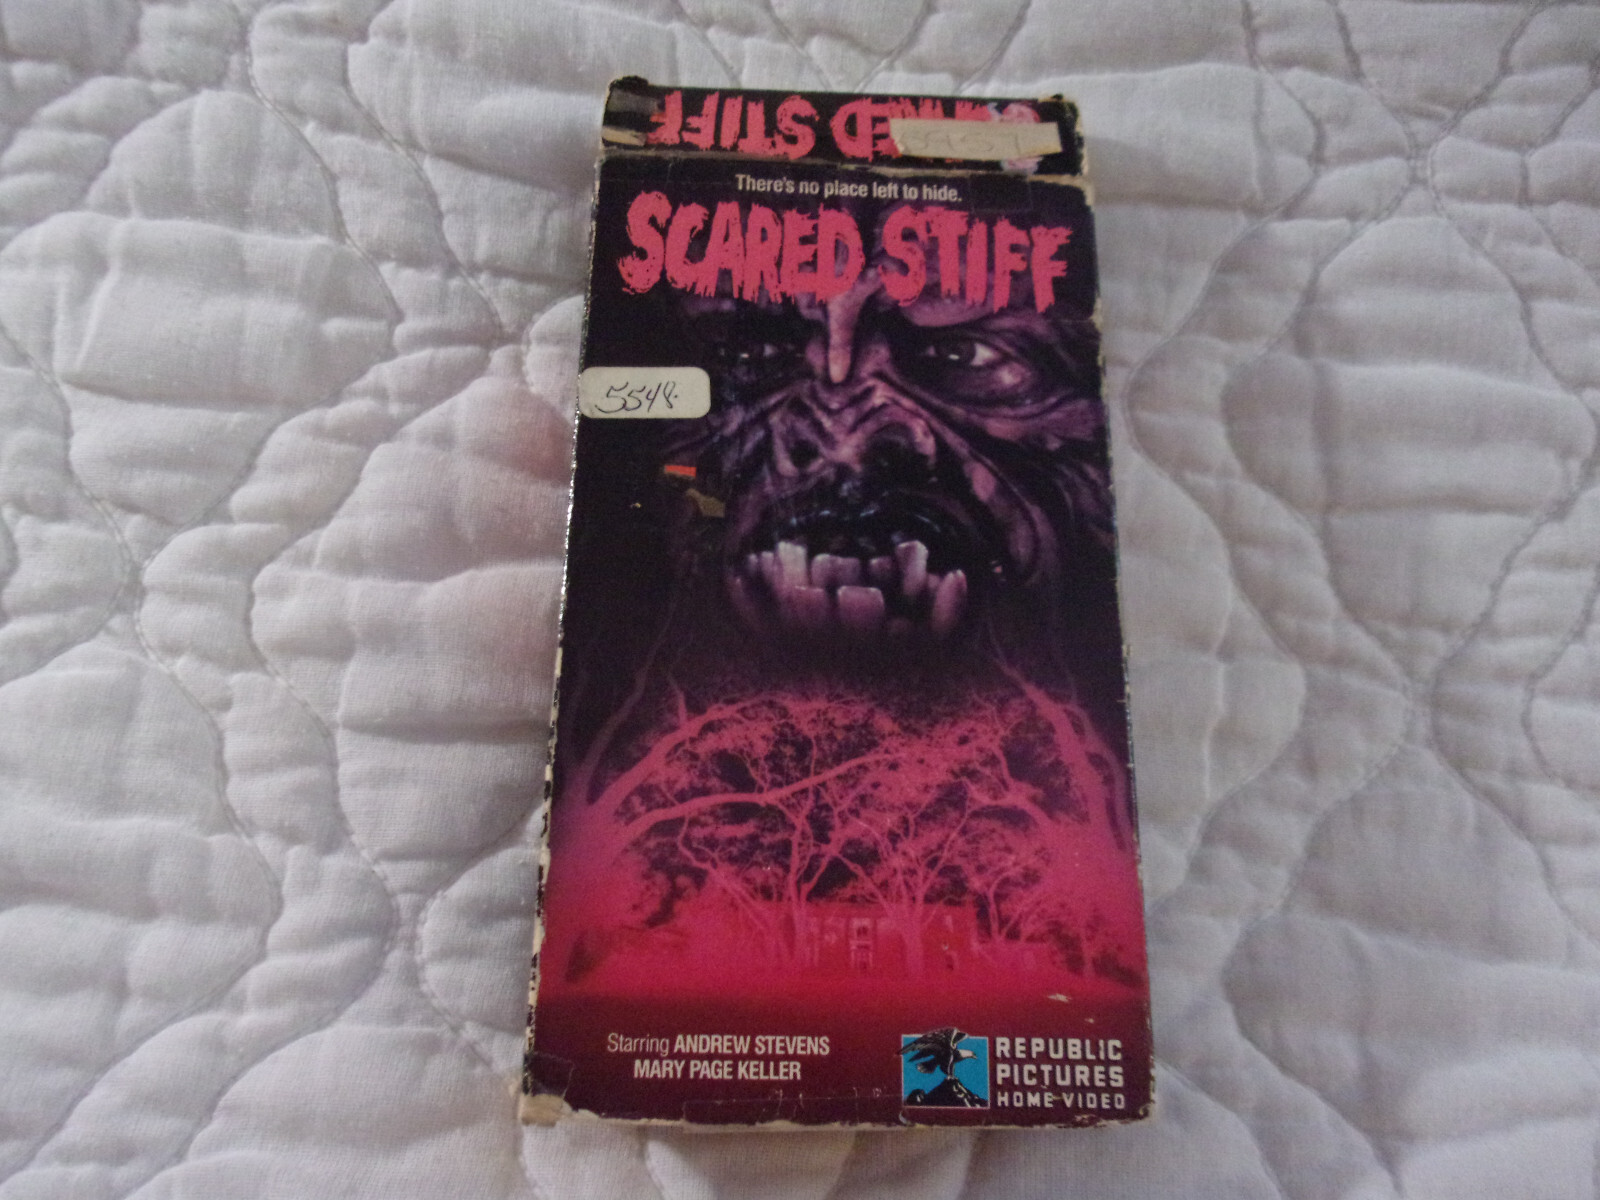 SCARED STIFF
There's no place left to hide.
SCARED STIFF
5548.
Starring ANDREW STEVENS
MARY PAGE KELLER
REPUBLIC
PICTURES
HOME VIDEO